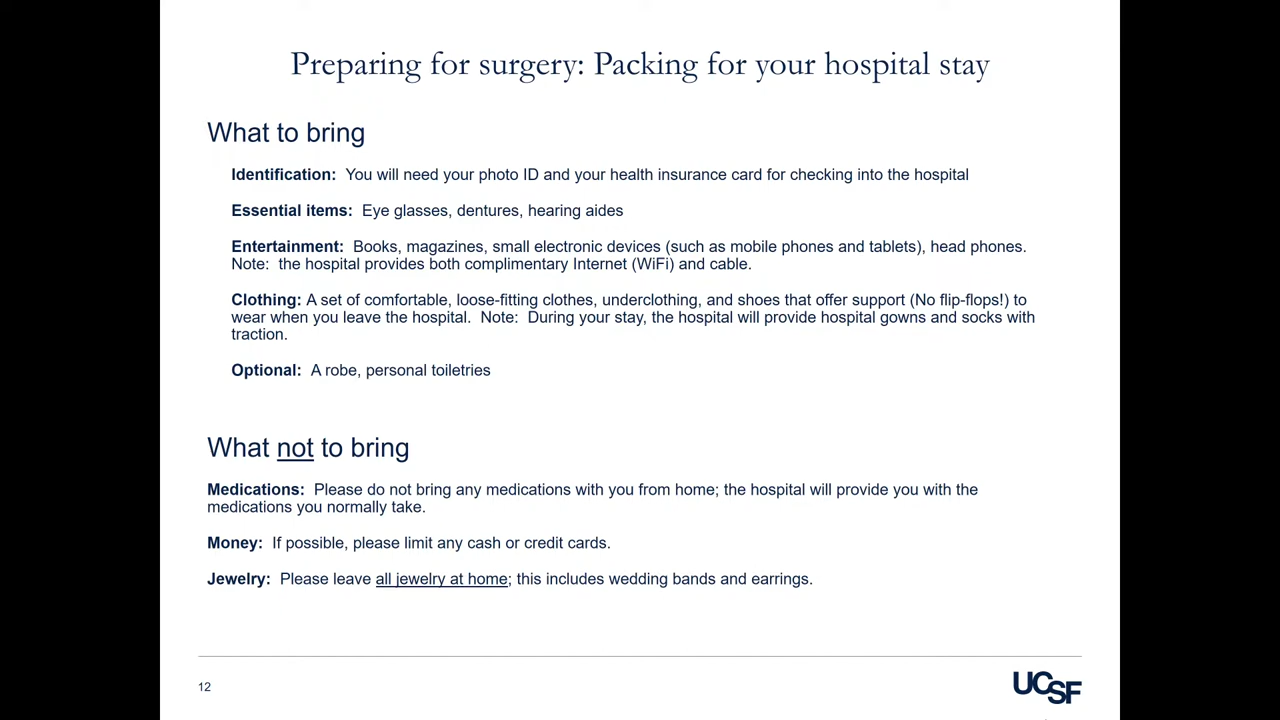 Preparing for surgery: Packing for your hospital stay
What to bring
Identification: You will need your photo ID and your health insurance card for checking into the hospital
Essential items: Eye glasses, dentures, hearing aides
Entertainment: Books, magazines, small electronic devices (such as mobile phones and tablets), head phones.
Note: the hospital provides both complimentary Internet (WiFi) and cable.
Clothing: A set of comfortable, loose-fitting clothes, underclothing, and shoes that offer support (No flip-flops!) to
wear when you leave the hospital. Note: During your stay, the hospital will provide hospital gowns and socks with
traction.
Optional: A robe, personal toiletries
What not to bring
Medications: Please do not bring any medications with you from home; the hospital will provide you with the
medications you normally take.
Money: If possible, please limit any cash or credit cards.
Jewelry: Please leave all jewelry at home; this includes wedding bands and earrings.
12
UCSF